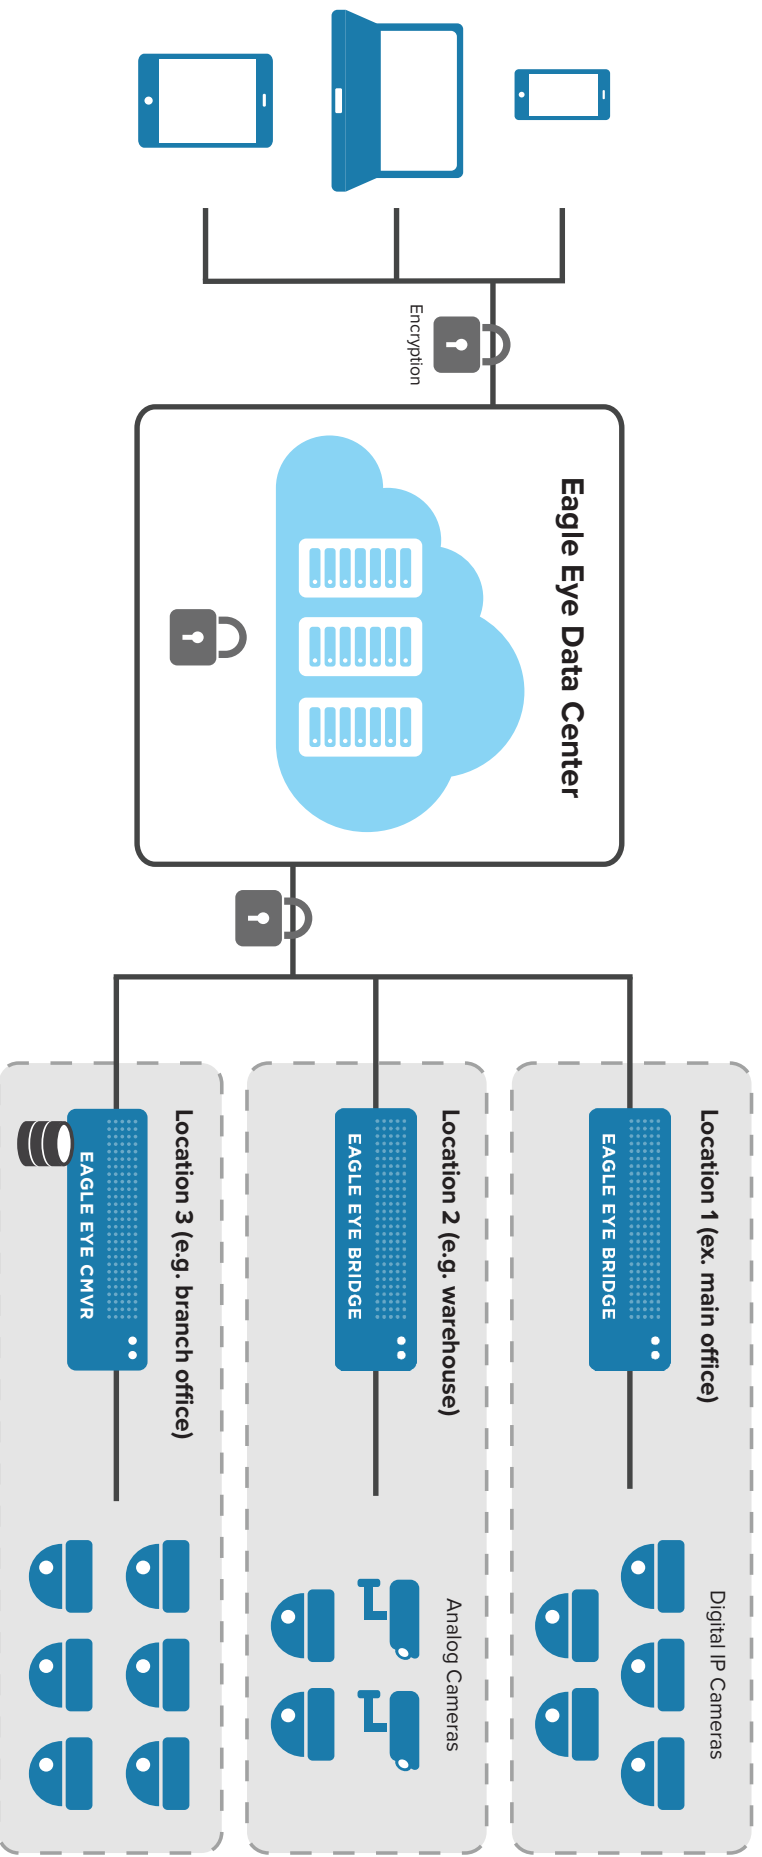 Encryption
Eagle Eye Data Center
Location 1 (ex. main office)
EAGLE EYE BRIDGE
Digital IP Cameras
Location 2 (e.g. warehouse)
EAGLE EYE BRIDGE
Analog Cameras
Location 3 (e.g. branch office)
EAGLE EYE CMVR